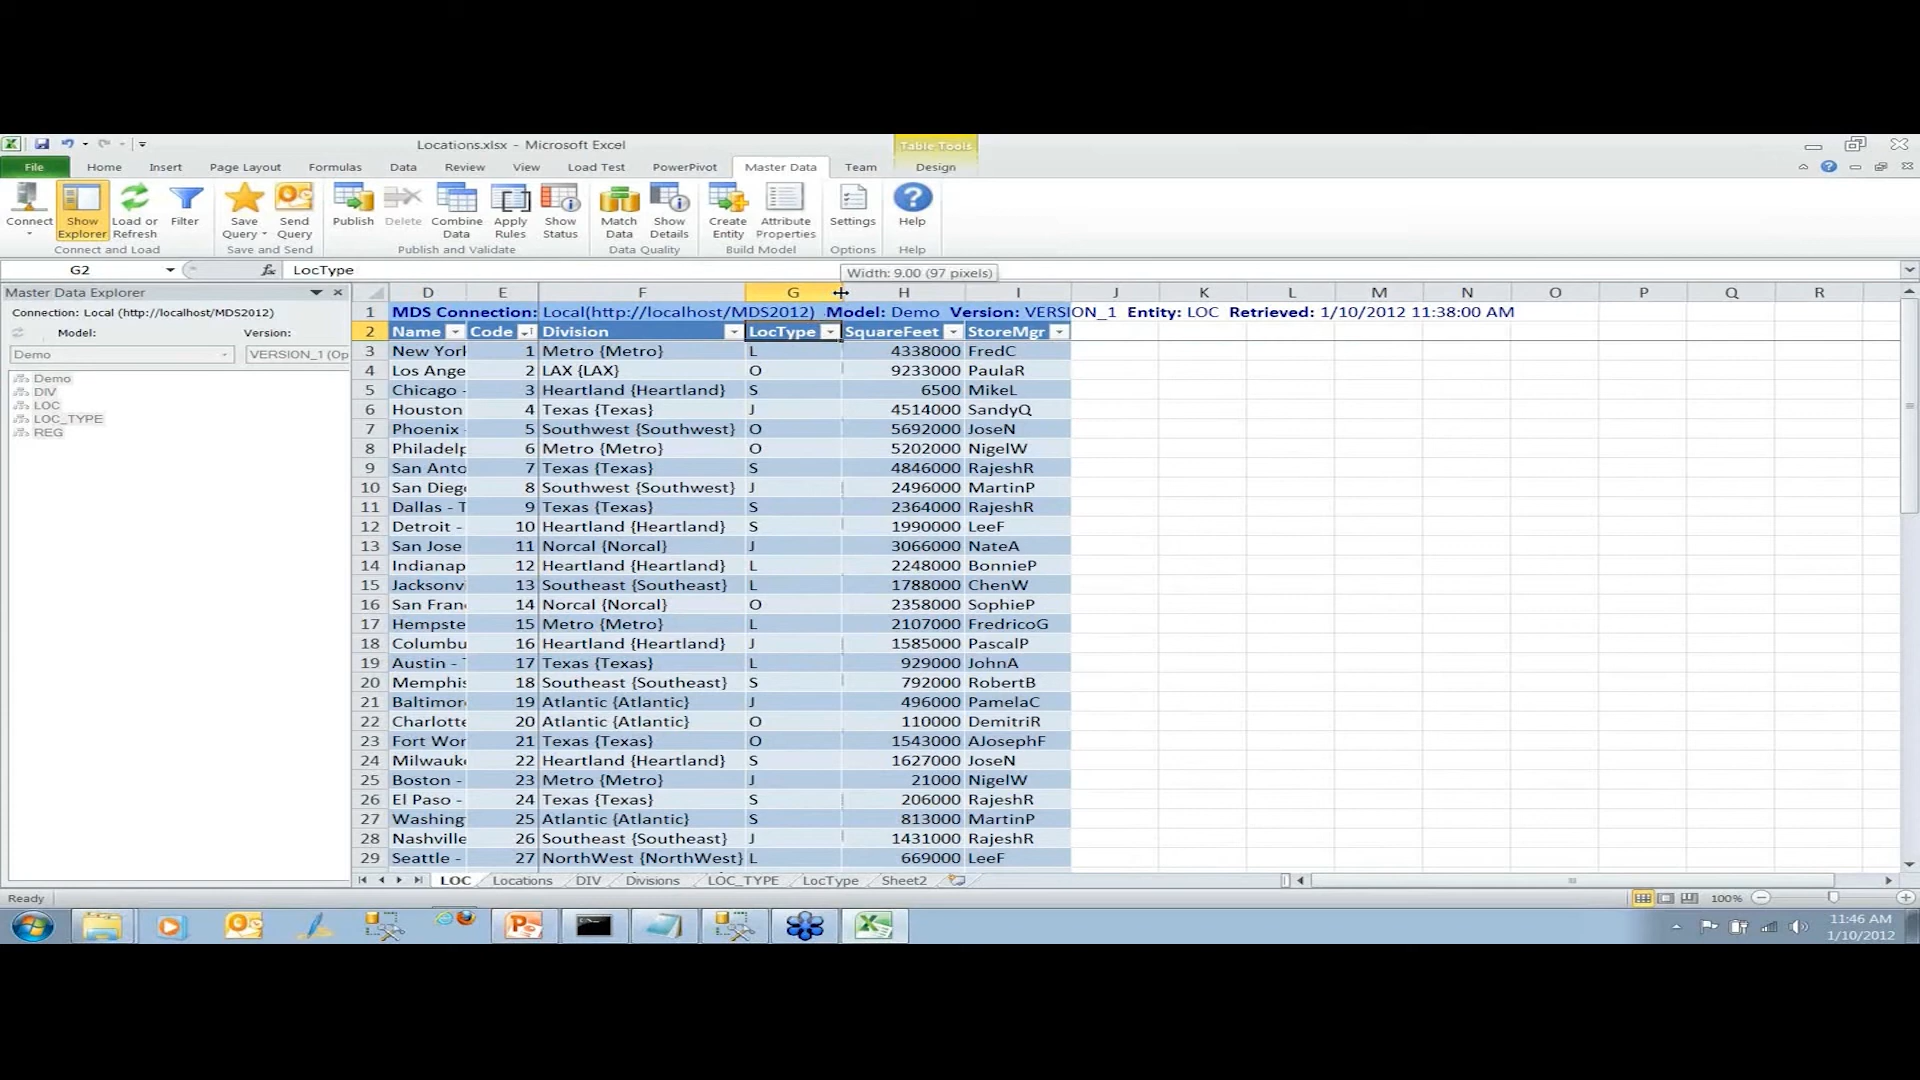 Locations.xlsx - Microsoft Excel
Table Tools
File Home Insert Page Layout Formulas Data Review View Load Test PowerPivot Master Data Team Design
Connect Show Explorer Load or Refresh Filter Save Query Send Query Publish Delete Combine Data Apply Rules Show Status Match Data Show Details Create Entity Attribute Properties Settings Help
Connect and Load Save and Send Publish and Validate Data Quality Build Model Options Help
G2 fx LocType
Width: 9.00 (97 pixels)
Master Data Explorer
Connection: Local (http://localhost/MDS2012)
Model: Version:
Demo VERSION_1 (Op
Demo
DIV
LOC
LOC_TYPE
REG
D E F G H I J K L M N O P Q R
1 MDS Connection: Local(http://localhost/MDS2012) Model: Demo Version: VERSION_1 Entity: LOC Retrieved: 1/10/2012 11:38:00 AM
2 Name Code Division LocType SquareFeet StoreMgr
3 New York 1 Metro {Metro} L 4338000 FredC
4 Los Ange 2 LAX {LAX} O 9233000 PaulaR
5 Chicago - 3 Heartland {Heartland} S 6500 MikeL
6 Houston 4 Texas {Texas} J 4514000 SandyQ
7 Phoenix - 5 Southwest {Southwest} O 5692000 JoseN
8 Philadelp 6 Metro {Metro} O 5202000 NigelW
9 San Anto 7 Texas {Texas} S 4846000 RajeshR
10 San Dieg 8 Southwest {Southwest} J 2496000 MartinP
11 Dallas - T 9 Texas {Texas} S 2364000 RajeshR
12 Detroit - 10 Heartland {Heartland} S 1990000 LeeF
13 San Jose 11 Norcal {Norcal} J 3066000 NateA
14 Indianap 12 Heartland {Heartland} L 2248000 BonnieP
15 Jacksonv 13 Southeast {Southeast} L 1788000 ChenW
16 San Fran 14 Norcal {Norcal} O 2358000 SophieP
17 Hempste 15 Metro {Metro} L 2107000 FredricoG
18 Columbu 16 Heartland {Heartland} J 1585000 PascalP
19 Austin - T 17 Texas {Texas} L 929000 JohnA
20 Memphis 18 Southeast {Southeast} S 792000 RobertB
21 Baltimor 19 Atlantic {Atlantic} J 496000 PamelaC
22 Charlotte 20 Atlantic {Atlantic} O 110000 DemitriR
23 Fort Wor 21 Texas {Texas} O 1543000 AJosephF
24 Milwauk 22 Heartland {Heartland} S 1627000 JoseN
25 Boston - 23 Metro {Metro} J 21000 NigelW
26 El Paso - 24 Texas {Texas} S 206000 RajeshR
27 Washing 25 Atlantic {Atlantic} S 813000 MartinP
28 Nashville 26 Southeast {Southeast} J 1431000 RajeshR
29 Seattle - 27 NorthWest {NorthWest} L 669000 LeeF
LOC Locations DIV Divisions LOC_TYPE LocType Sheet2
Ready 100%
11:46 AM
1/10/2012